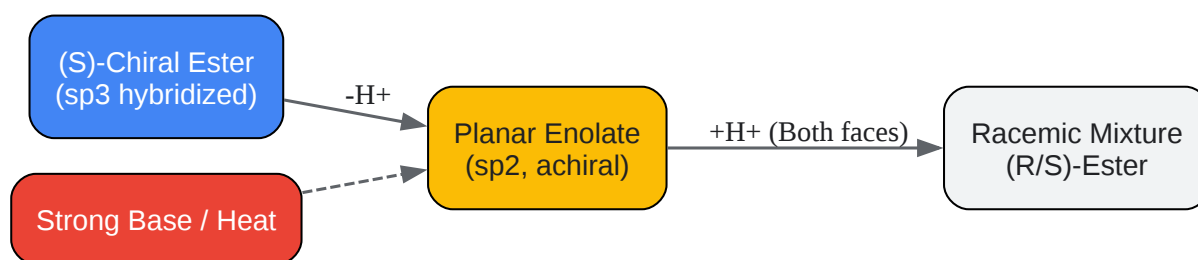 (S)-Chiral Ester
(sp3 hybridized)
-H+
Strong Base / Heat
Planar Enolate
(sp2, achiral)
+H+ (Both faces)
Racemic Mixture
(R/S)-Ester